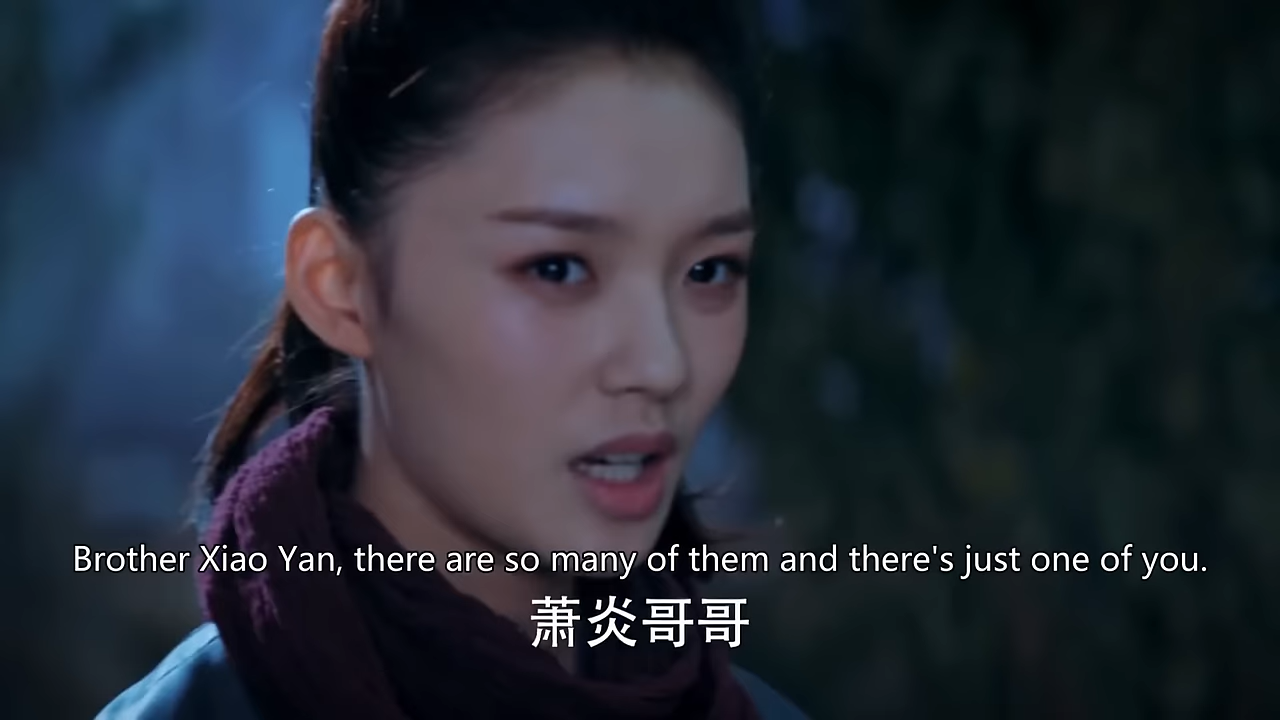 Brother Xiao Yan, there are so many of them and there's just one of you.
萧炎哥哥